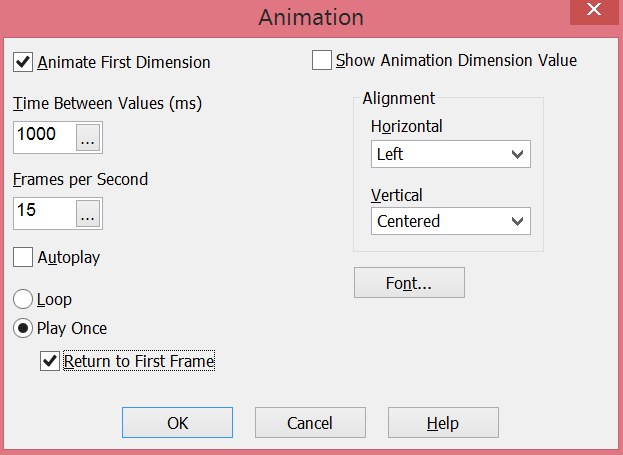 Animation
Animate First Dimension
Show Animation Dimension Value
Time Between Values (ms)
1000
...
Frames per Second
15
...
Autoplay
Loop
Play Once
Return to First Frame
Alignment
Horizontal
Left
Vertical
Centered
Font...
OK
Cancel
Help